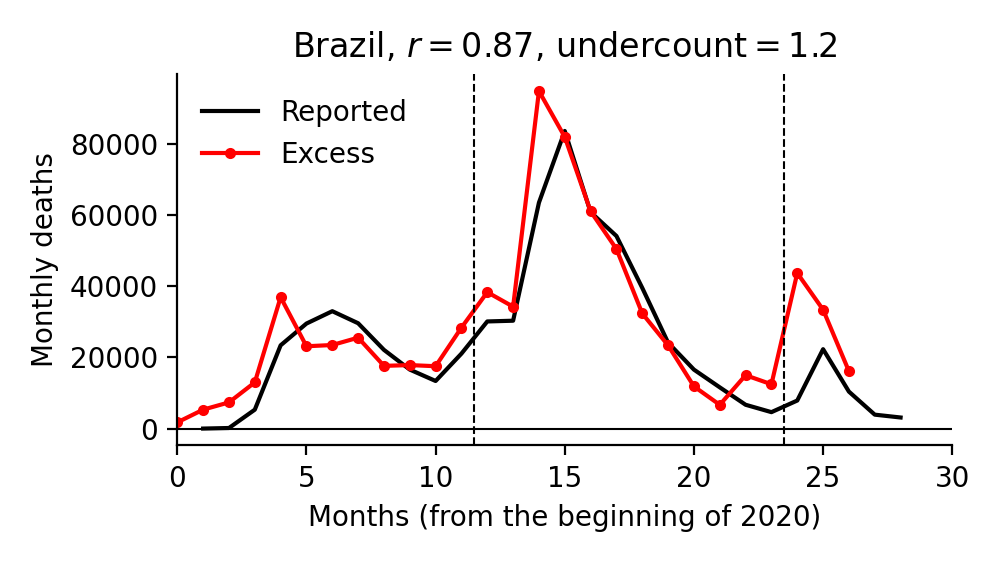 Brazil, r = 0.87, undercount = 1.2
Reported
Excess
80000
60000
40000
20000
0
Monthly deaths
0 5 10 15 20 25 30
Months (from the beginning of 2020)